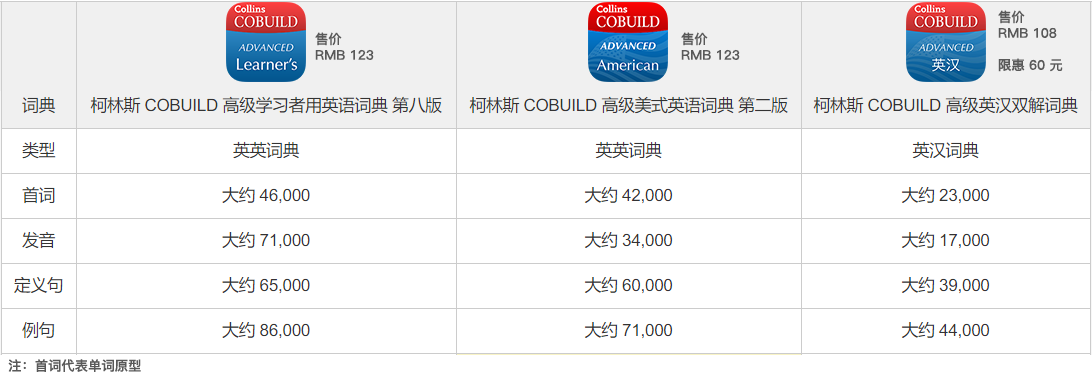 Collins
COBUILD
ADVANCED
Learner's
售价
RMB 123
Collins
COBUILD
ADVANCED
American
售价
RMB 123
Collins
COBUILD
ADVANCED
英汉
售价
RMB 108
限惠 60 元
词典 柯林斯 COBUILD 高级学习者用英语词典 第八版 柯林斯 COBUILD 高级美式英语词典 第二版 柯林斯 COBUILD 高级英汉双解词典
类型 英英词典 英英词典 英汉词典
首词 大约 46,000 大约 42,000 大约 23,000
发音 大约 71,000 大约 34,000 大约 17,000
定义句 大约 65,000 大约 60,000 大约 39,000
例句 大约 86,000 大约 71,000 大约 44,000
注：首词代表单词原型